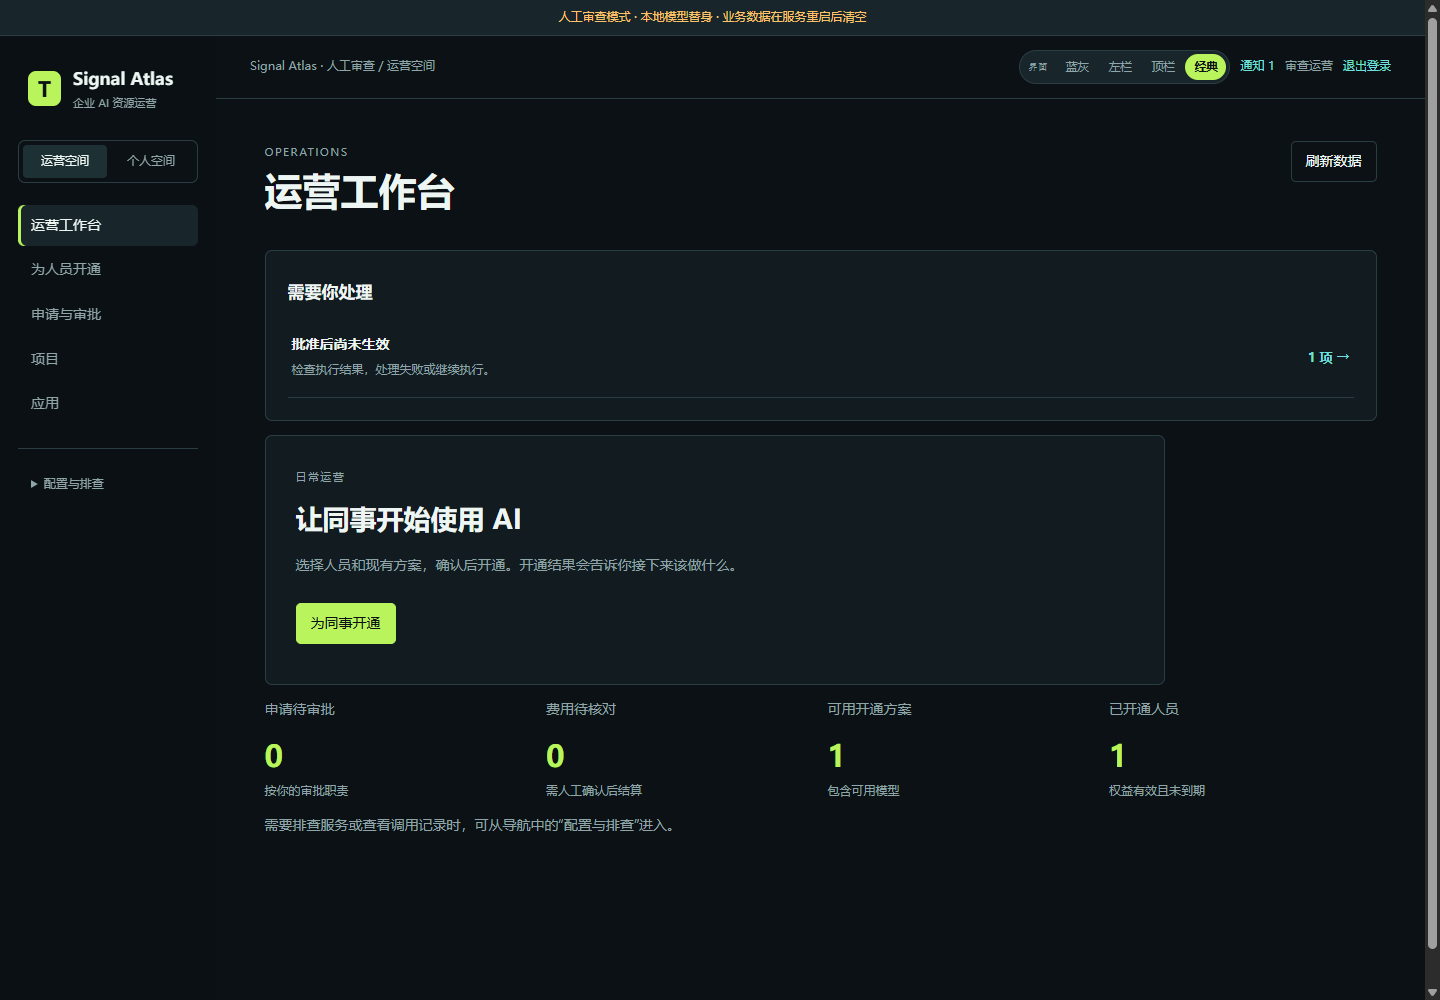 人工审查模式 · 本地模型替身 · 业务数据在服务重启后清空
T
Signal Atlas
企业 AI 资源运营
运营空间
个人空间
运营工作台
为人员开通
申请与审批
项目
应用
▶ 配置与排查
Signal Atlas · 人工审查 / 运营空间
界面
蓝灰
左栏
顶栏
经典
通知 1
审查运营
退出登录
OPERATIONS
运营工作台
刷新数据
需要你处理
批准后尚未生效
检查执行结果，处理失败或继续执行。
1 项 →
日常运营
让同事开始使用 AI
选择人员和现有方案，确认后开通。开通结果会告诉你接下来该做什么。
为同事开通
申请待审批
0
按你的审批职责
费用待核对
0
需人工确认后结算
可用开通方案
1
包含可用模型
已开通人员
1
权益有效且未到期
需要排查服务或查看调用记录时，可从导航中的“配置与排查”进入。